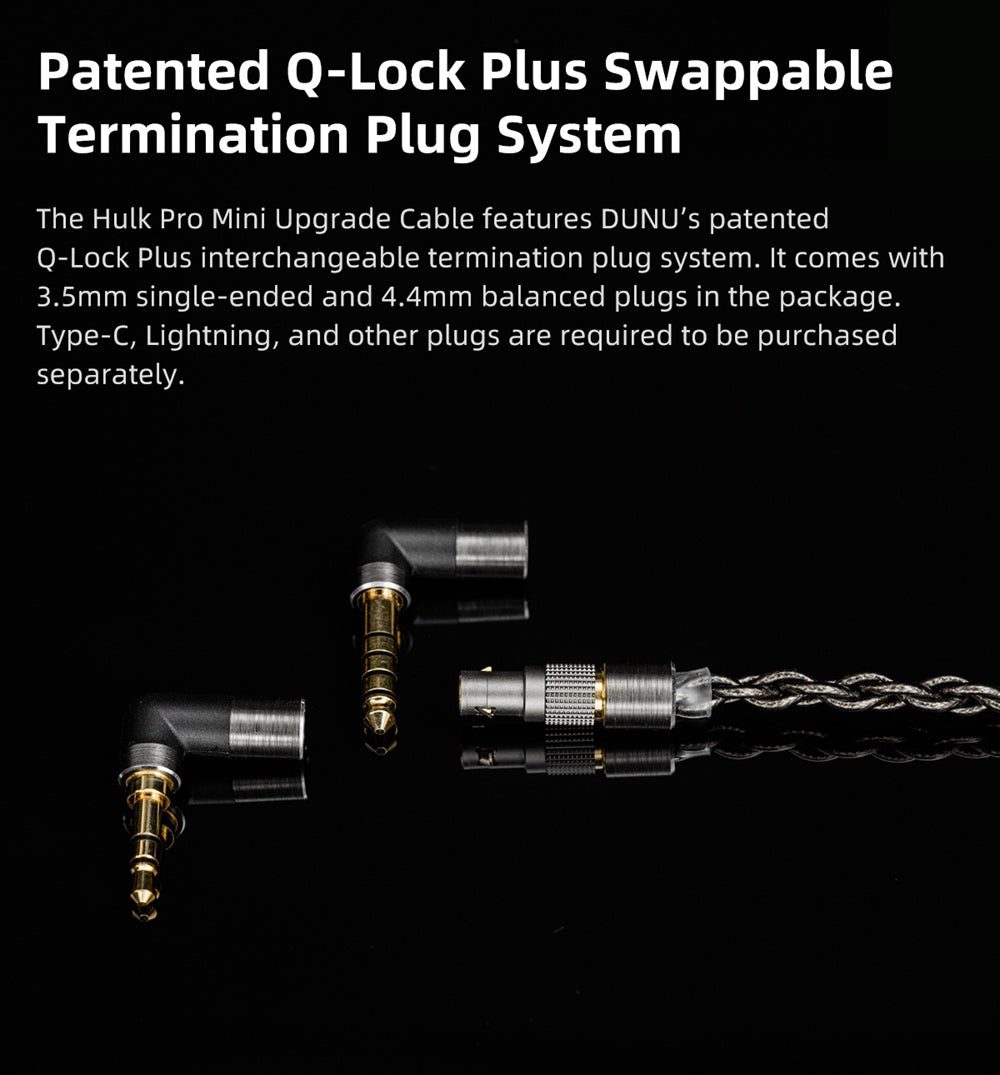 Patented Q-Lock Plus Swappable
Termination Plug System
The Hulk Pro Mini Upgrade Cable features DUNU’s patented
Q-Lock Plus interchangeable termination plug system. It comes with
3.5mm single-ended and 4.4mm balanced plugs in the package.
Type-C, Lightning, and other plugs are required to be purchased
separately.